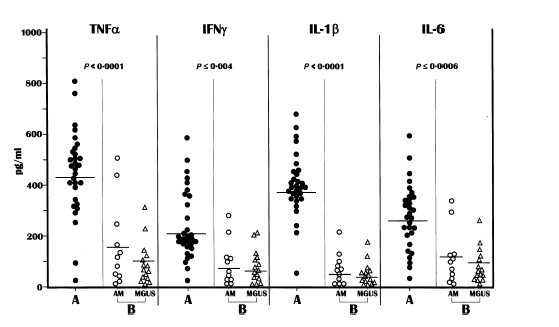 TNFα IFNγ IL-1β IL-6
1000
P < 0·0001 P ≤ 0·004 P < 0·0001 P ≤ 0·0006
800
600
pg/ml
400
200
0
A AM MGUS A AM MGUS A AM MGUS A AM MGUS
B B B B